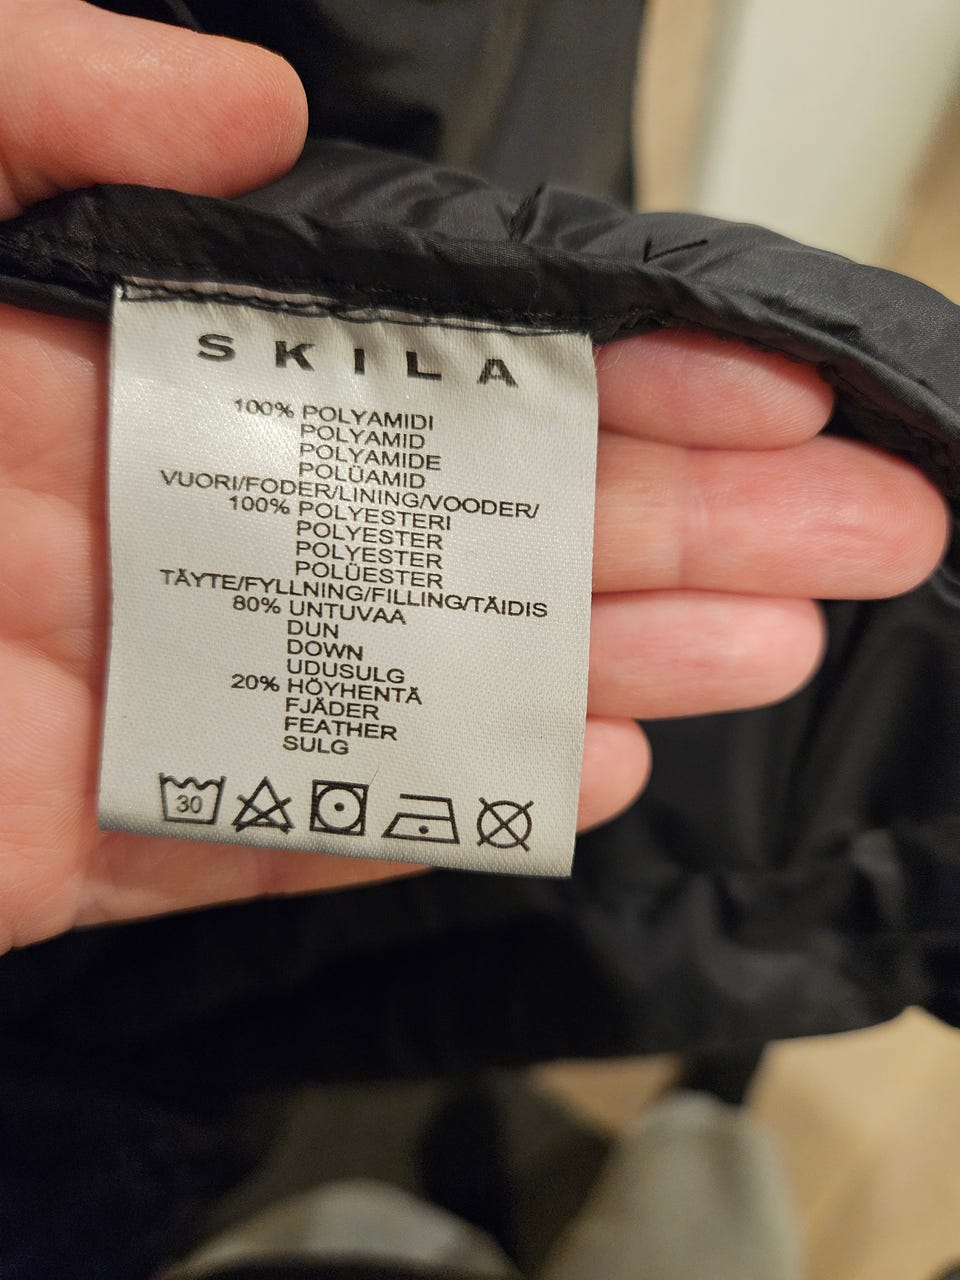 SKILA
100% POLYAMIDI
POLYAMID
POLYAMIDE
POLÜAMID
VUORI/FODER/LINING/VOODER/
100% POLYESTERI
POLYESTER
POLYESTER
POLÜESTER
TÄYTE/FYLLNING/FILLING/TÄIDIS
80% UNTUVAA
DUN
DOWN
UDUSULG
20% HÖYHENTÄ
FJÄDER
FEATHER
SULG
30